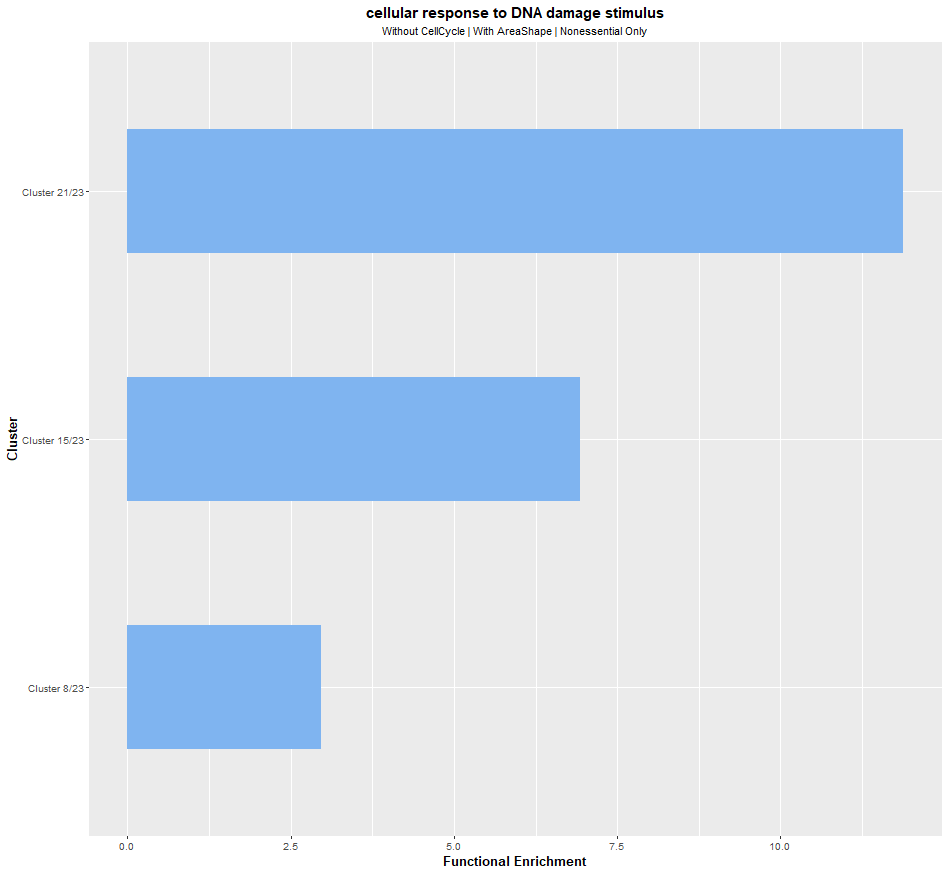 cellular response to DNA damage stimulus
Without CellCycle | With AreaShape | Nonessential Only
Cluster
Cluster 21/23
Cluster 15/23
Cluster 8/23
0.0 2.5 5.0 7.5 10.0
Functional Enrichment